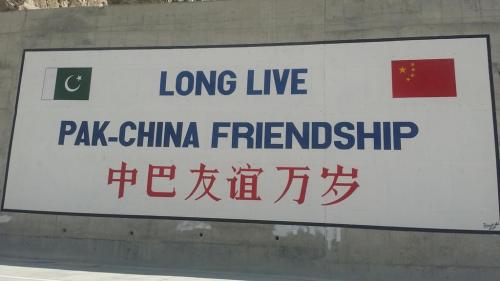 LONG LIVE
PAK-CHINA FRIENDSHIP
中巴友谊万岁